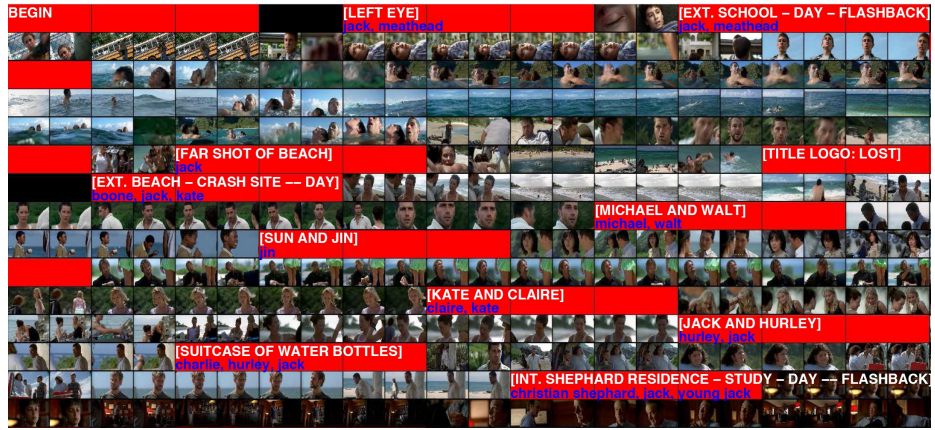 BEGIN
[LEFT EYE]
jack, meathead
[EXT. SCHOOL – DAY – FLASHBACK]
jack, meathead
[FAR SHOT OF BEACH]
jack
[TITLE LOGO: LOST]
[EXT. BEACH – CRASH SITE –– DAY]
boone, jack, kate
[MICHAEL AND WALT]
michael, walt
[SUN AND JIN]
jin
[KATE AND CLAIRE]
claire, kate
[JACK AND HURLEY]
hurley, jack
[SUITCASE OF WATER BOTTLES]
charlie, hurley, jack
[INT. SHEPHARD RESIDENCE – STUDY – DAY –– FLASHBACK]
christian shephard, jack, young jack